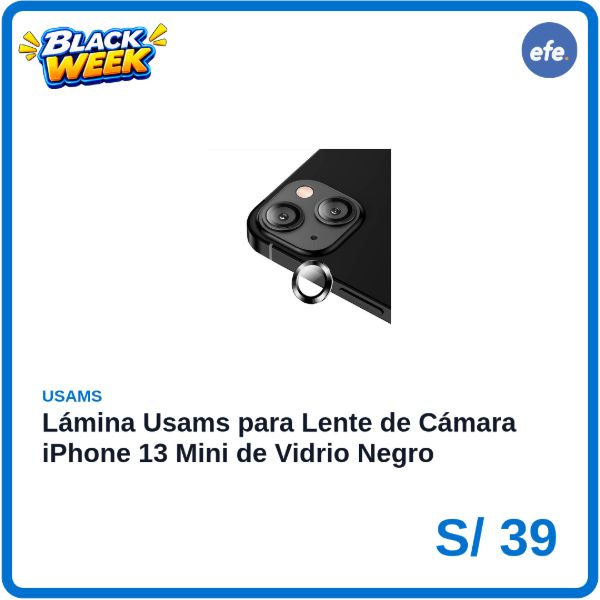 BLACK
WEEK
efe.
USAMS
Lámina Usams para Lente de Cámara
iPhone 13 Mini de Vidrio Negro
S/ 39